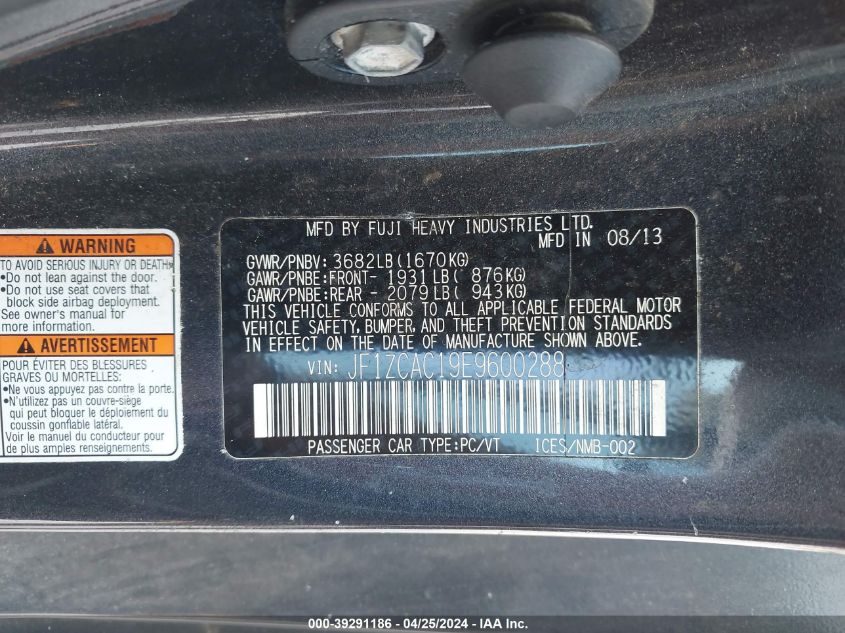 WARNING
TO AVOID SERIOUS INJURY OR DEATH:
•Do not lean against the door.
•Do not use seat covers that
block side airbag deployment.
See owner's manual for
more information.
AVERTISSEMENT
POUR ÉVITER DES BLESSURES
GRAVES OU MORTELLES:
•Ne vous appuyez pas contre la porte.
•N'utilizez pas un couvre-siège
qui peut bloquer le déploiement du
coussin gonflable latéral.
Voir le manuel du conducteur pour
de plus amples renseignements.
MFD BY FUJI HEAVY INDUSTRIES LTD.
MFD IN 08/13
GVWR/PNBV: 3682LB(1670KG)
GAWR/PNBE:FRONT- 1931LB( 876KG)
GAWR/PNBE:REAR - 2079LB( 943KG)
THIS VEHICLE CONFORMS TO ALL APPLICABLE FEDERAL MOTOR
VEHICLE SAFETY, BUMPER, AND THEFT PREVENTION STANDARDS
IN EFFECT ON THE DATE OF MANUFACTURE SHOWN ABOVE.
VIN: JF1ZCAC19E9600288
PASSENGER CAR TYPE:PC/VT ICES/NMB-002
000-39291186 - 04/25/2024 - IAA Inc.